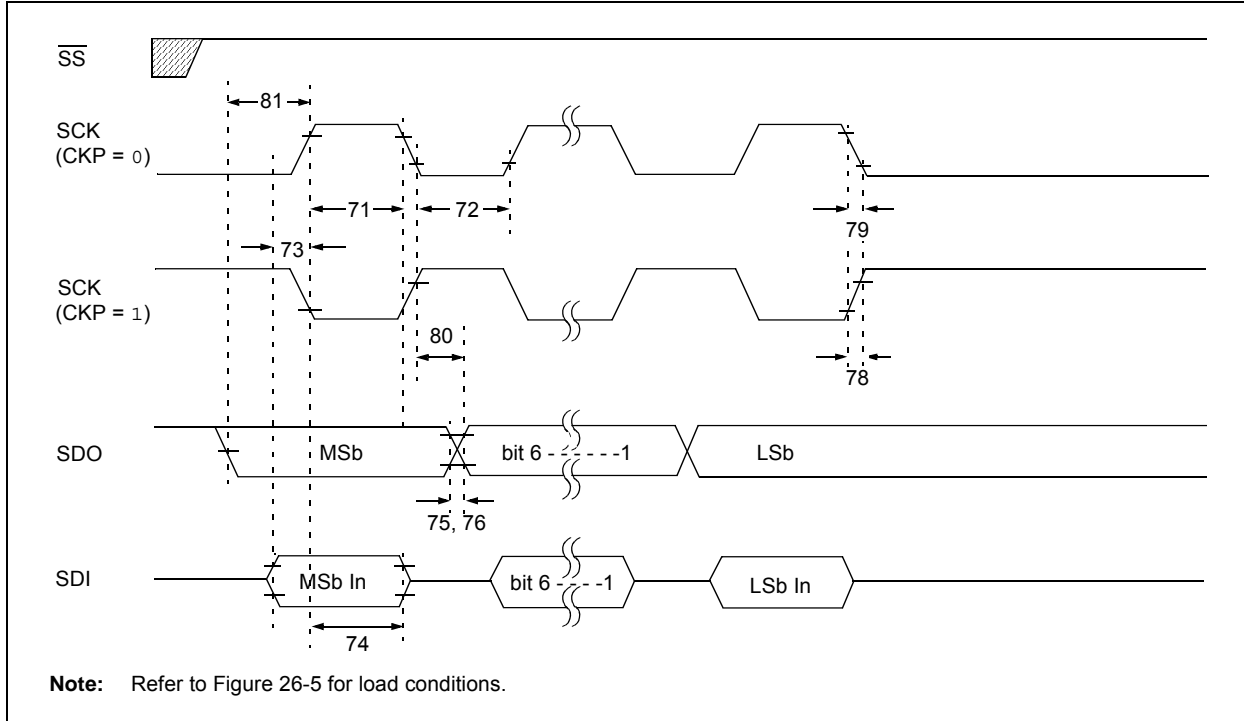 SS
81
SCK
(CKP = 0)
71
72
79
73
SCK
(CKP = 1)
80
78
SDO
MSb
bit 6 - - - - - -1
LSb
75, 76
SDI
MSb In
bit 6 - - - - -1
LSb In
74
Note: Refer to Figure 26-5 for load conditions.